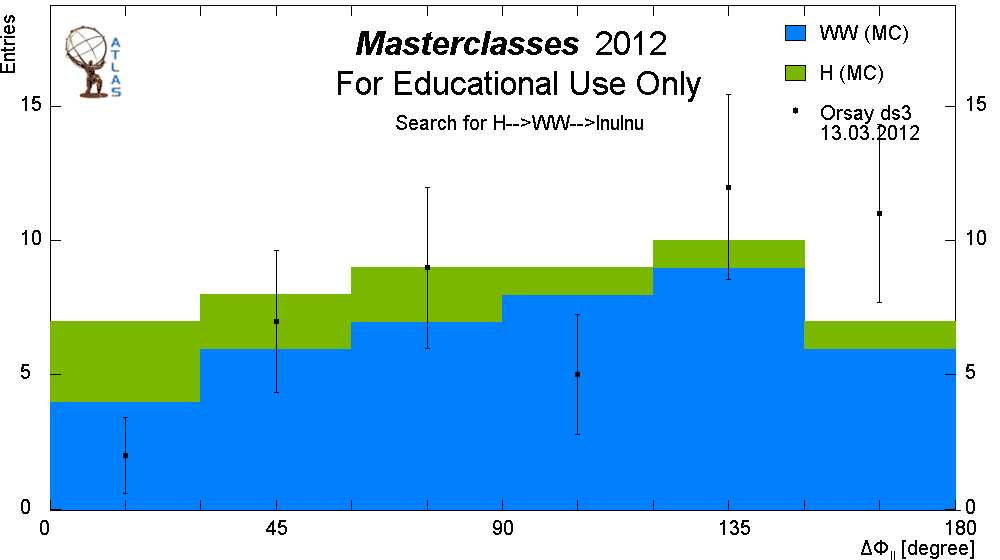 Entries
ATLAS
Masterclasses 2012
For Educational Use Only
Search for H-->WW-->lnulnu
WW (MC)
H (MC)
Orsay ds3
13.03.2012
15
10
5
0
15
10
5
0
0 45 90 135 180
ΔΦll [degree]